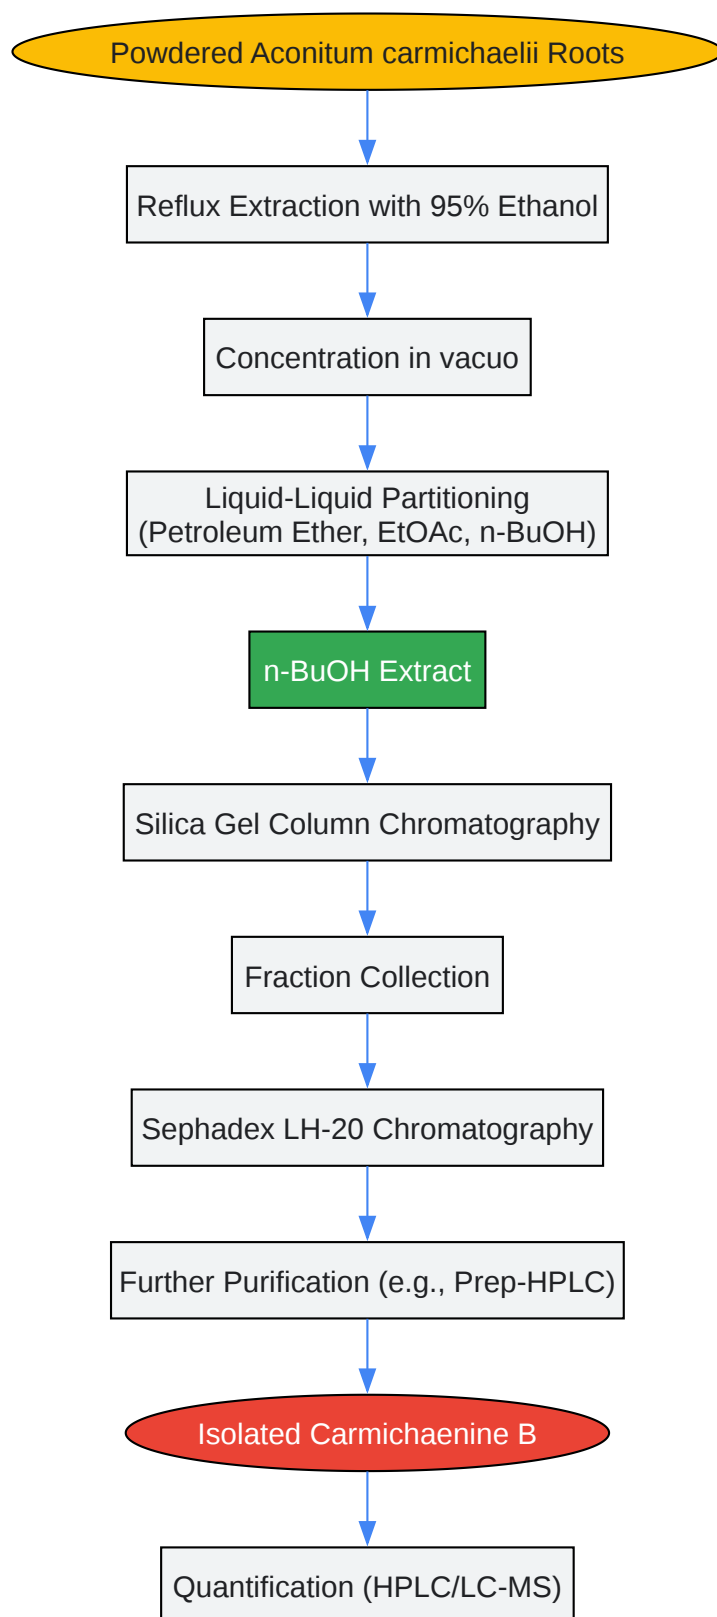 Powdered Aconitum carmichaelii Roots
Reflux Extraction with 95% Ethanol
Concentration in vacuo
Liquid-Liquid Partitioning
(Petroleum Ether, EtOAc, n-BuOH)
n-BuOH Extract
Silica Gel Column Chromatography
Fraction Collection
Sephadex LH-20 Chromatography
Further Purification (e.g., Prep-HPLC)
Isolated Carmichaenine B
Quantification (HPLC/LC-MS)